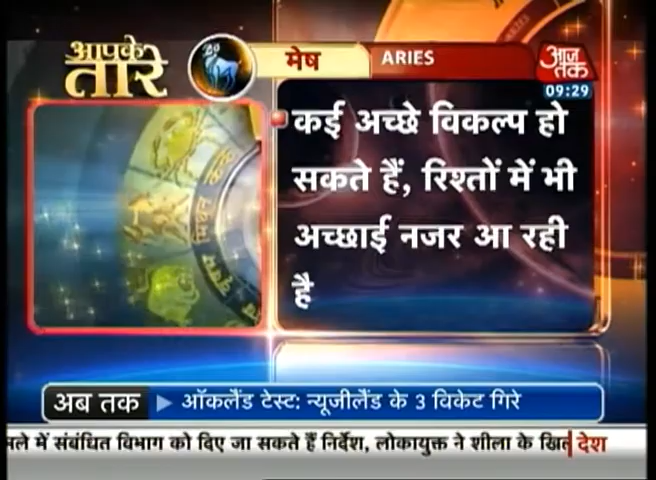 आपके
तारे
मेष
ARIES
आज
तक
09:29
कई अच्छे विकल्प हो
सकते हैं, रिश्तों में भी
अच्छाई नजर आ रही
है
मिथुन
वृषभ
अब तक
ऑकलैंड टेस्ट: न्यूजीलैंड के 3 विकेट गिरे
मले में संबंधित विभाग को दिए जा सकते हैं निर्देश, लोकायुक्त ने शीला के
देश